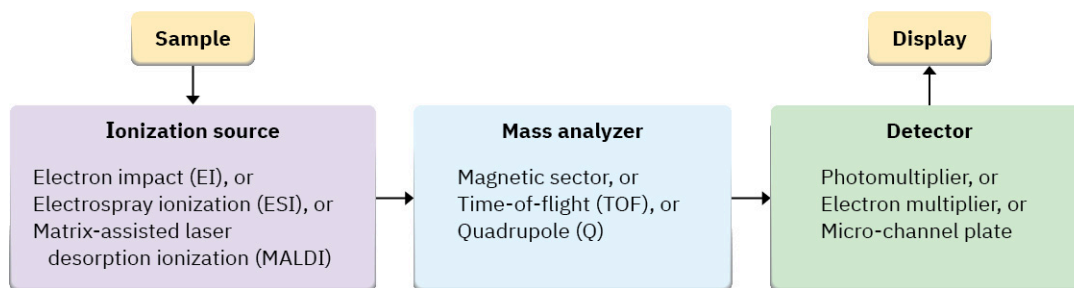 Sample
Display
Ionization source
Electron impact (EI), or
Electrospray ionization (ESI), or
Matrix-assisted laser
desorption ionization (MALDI)
Mass analyzer
Magnetic sector, or
Time-of-flight (TOF), or
Quadrupole (Q)
Detector
Photomultiplier, or
Electron multiplier, or
Micro-channel plate